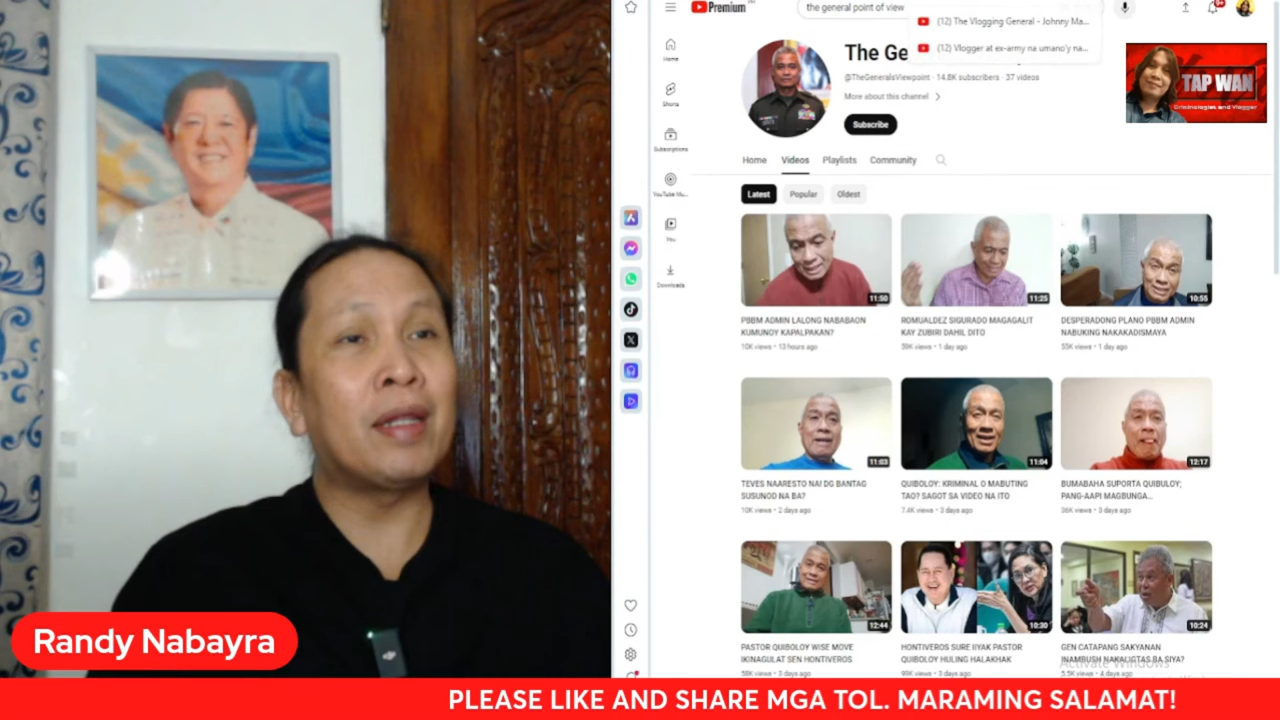 Premium
the general point of view
(12) The Vlogging General - Johnny Ma...
(12) Vlogger at ex-army na umano'y na...
The Ge
@TheGeneralsViewpoint · 14.8K subscribers · 37 videos
More about this channel
Subscribe
TAP WAN
Criminologist and Vlogger
Home
Shorts
Subscriptions
YouTube Mu...
You
Downloads
Home Videos Playlists Community
Latest Popular Oldest
11:50
PBBM ADMIN LALONG NABABAON
KUMUNOY KAPALPAKAN?
10K views • 13 hours ago
11:25
ROMUALDEZ SIGURADO MAGAGALIT
KAY ZUBIRI DAHIL DITO
59K views • 1 day ago
10:55
DESPERADONG PLANO PBBM ADMIN
NABUKING NAKAKADISMAYA
55K views • 1 day ago
11:03
TEVES NAARESTO NA! DG BANTAG
SUSUNOD NA BA?
10K views • 2 days ago
11:04
QUIBOLOY: KRIMINAL O MABUTING
TAO? SAGOT SA VIDEO NA ITO
7.4K views • 3 days ago
12:17
BUMABAHA SUPORTA QUIBULOY;
PANG-AAPI MAGBUNGA...
36K views • 3 days ago
12:44
PASTOR QUIBOLOY WISE MOVE
IKINAGULAT SEN HONTIVEROS
58K views • 3 days ago
10:30
HONTIVEROS SURE IIYAK PASTOR
QUIBOLOY HULING HALAKHAK
99K views • 3 days ago
10:24
GEN CATAPANG SAKYANAN
INAMBUSH NAKALIGTAS BA SIYA?
5.5K views • 4 days ago
Activate Windows
Randy Nabayra
PLEASE LIKE AND SHARE MGA TOL. MARAMING SALAMAT!